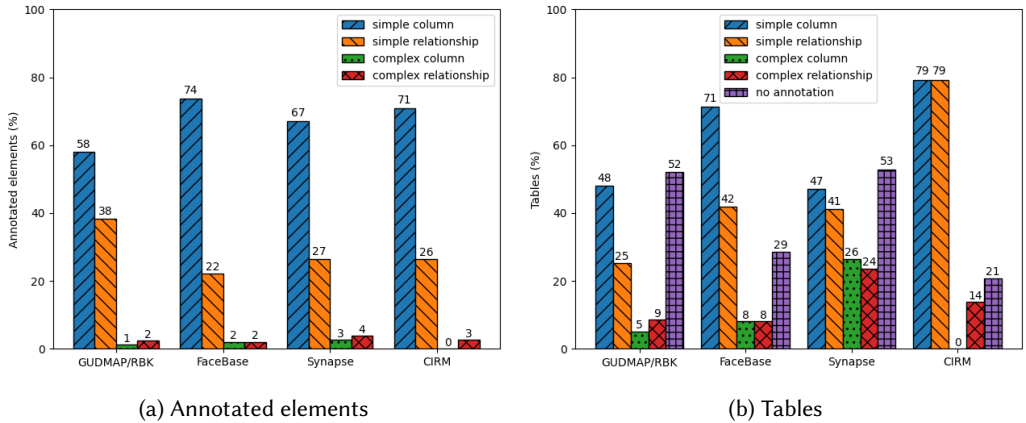 100
80
60
40
20
0
Annotated elements (%)
simple column
simple relationship
complex column
complex relationship
58
38
1
2
74
22
2
2
67
27
3
4
71
26
0
3
GUDMAP/RBK
FaceBase
Synapse
CIRM
(a) Annotated elements
100
80
60
40
20
0
Tables (%)
simple column
simple relationship
complex column
complex relationship
no annotation
48
25
5
9
52
71
42
8
8
29
47
41
26
24
53
79
79
0
14
21
GUDMAP/RBK
FaceBase
Synapse
CIRM
(b) Tables